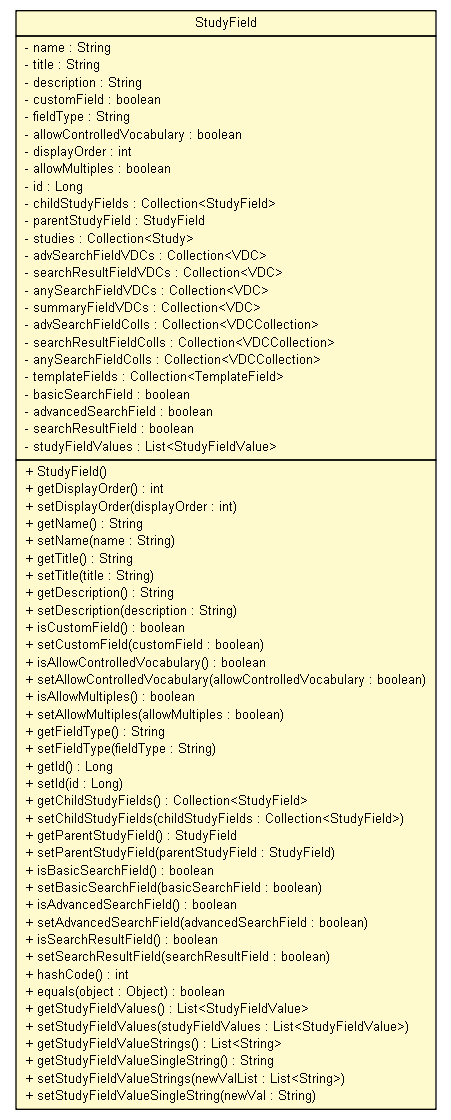 StudyField
- name : String
- title : String
- description : String
- customField : boolean
- fieldType : String
- allowControlledVocabulary : boolean
- displayOrder : int
- allowMultiples : boolean
- id : Long
- childStudyFields : Collection<StudyField>
- parentStudyField : StudyField
- studies : Collection<Study>
- advSearchFieldVDCs : Collection<VDC>
- searchResultFieldVDCs : Collection<VDC>
- anySearchFieldVDCs : Collection<VDC>
- summaryFieldVDCs : Collection<VDC>
- advSearchFieldColls : Collection<VDCCollection>
- searchResultFieldColls : Collection<VDCCollection>
- anySearchFieldColls : Collection<VDCCollection>
- templateFields : Collection<TemplateField>
- basicSearchField : boolean
- advancedSearchField : boolean
- searchResultField : boolean
- studyFieldValues : List<StudyFieldValue>
+ StudyField()
+ getDisplayOrder() : int
+ setDisplayOrder(displayOrder : int)
+ getName() : String
+ setName(name : String)
+ getTitle() : String
+ setTitle(title : String)
+ getDescription() : String
+ setDescription(description : String)
+ isCustomField() : boolean
+ setCustomField(customField : boolean)
+ isAllowControlledVocabulary() : boolean
+ setAllowControlledVocabulary(allowControlledVocabulary : boolean)
+ isAllowMultiples() : boolean
+ setAllowMultiples(allowMultiples : boolean)
+ getFieldType() : String
+ setFieldType(fieldType : String)
+ getId() : Long
+ setId(id : Long)
+ getChildStudyFields() : Collection<StudyField>
+ setChildStudyFields(childStudyFields : Collection<StudyField>)
+ getParentStudyField() : StudyField
+ setParentStudyField(parentStudyField : StudyField)
+ isBasicSearchField() : boolean
+ setBasicSearchField(basicSearchField : boolean)
+ isAdvancedSearchField() : boolean
+ setAdvancedSearchField(advancedSearchField : boolean)
+ isSearchResultField() : boolean
+ setSearchResultField(searchResultField : boolean)
+ hashCode() : int
+ equals(object : Object) : boolean
+ getStudyFieldValues() : List<StudyFieldValue>
+ setStudyFieldValues(studyFieldValues : List<StudyFieldValue>)
+ getStudyFieldValueStrings() : List<String>
+ getStudyFieldValueSingleString() : String
+ setStudyFieldValueStrings(newValList : List<String>)
+ setStudyFieldValueSingleString(newVal : String)